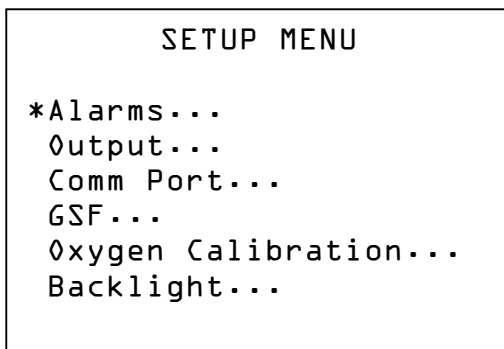 SETUP MENU
*Alarms...
Output...
Comm Port...
GSF...
Oxygen Calibration...
Backlight...